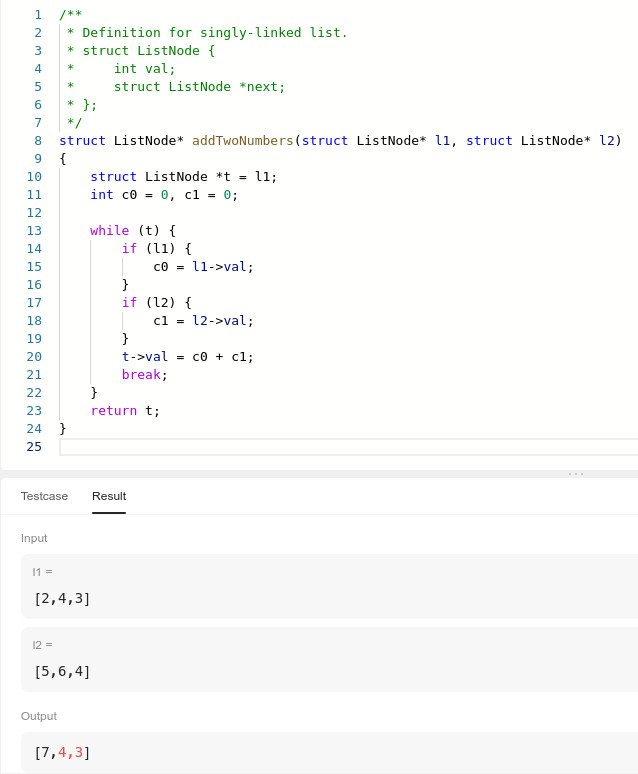 1 /**
2  * Definition for singly-linked list.
3  * struct ListNode {
4  *     int val;
5  *     struct ListNode *next;
6  * };
7  */
8 struct ListNode* addTwoNumbers(struct ListNode* l1, struct ListNode* l2)
9 {
10     struct ListNode *t = l1;
11     int c0 = 0, c1 = 0;
12
13     while (t) {
14         if (l1) {
15             c0 = l1->val;
16         }
17         if (l2) {
18             c1 = l2->val;
19         }
20         t->val = c0 + c1;
21         break;
22     }
23     return t;
24 }
25
Testcase Result
Input
l1 =
[2,4,3]
l2 =
[5,6,4]
Output
[7,4,3]